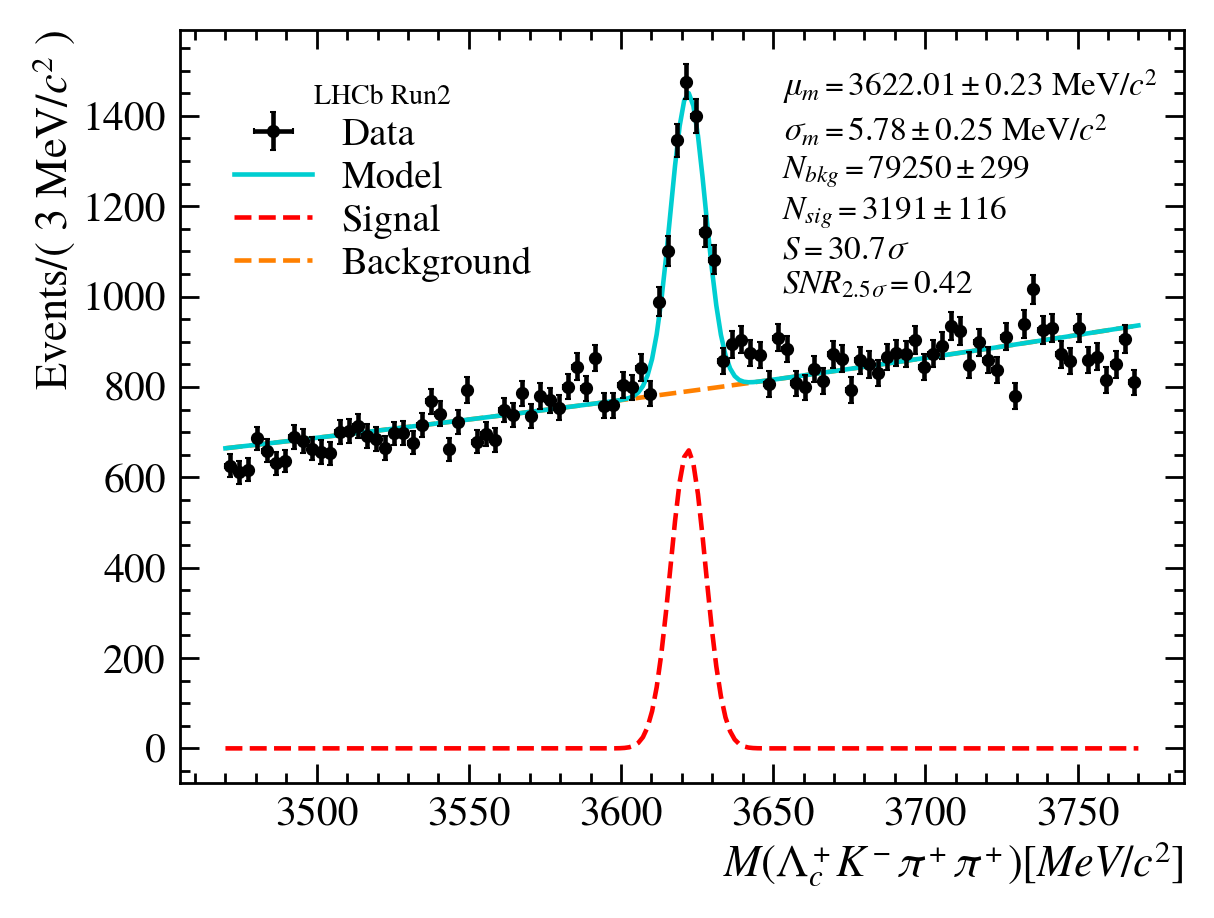 Events/( 3 MeV/c² )
1400
1200
1000
800
600
400
200
0
LHCb Run2
Data
Model
Signal
Background
μ_m = 3622.01 ± 0.23 MeV/c²
σ_m = 5.78 ± 0.25 MeV/c²
N_bkg = 79250 ± 299
N_sig = 3191 ± 116
S = 30.7σ
SNR_2.5σ = 0.42
3500 3550 3600 3650 3700 3750
M(Λ_c⁺K⁻π⁺π⁺)[MeV/c²]